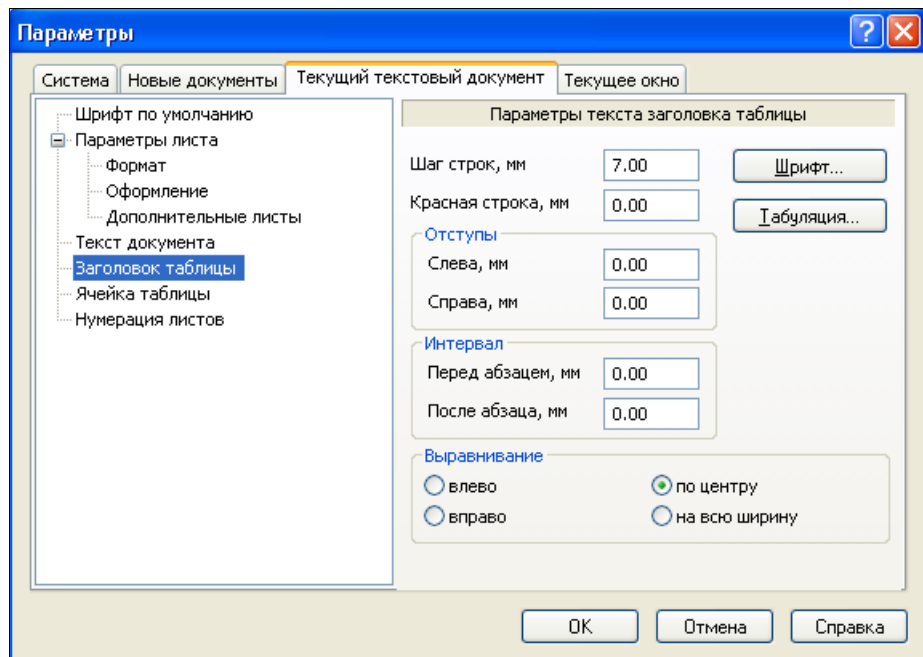 Параметры
Система Новые документы Текущий текстовый документ Текущее окно
Шрифт по умолчанию
Параметры листа
Формат
Оформление
Дополнительные листы
Текст документа
Заголовок таблицы
Ячейка таблицы
Нумерация листов
Параметры текста заголовка таблицы
Шаг строк, мм 7.00 Шрифт...
Красная строка, мм 0.00 Табуляция...
Отступы
Слева, мм 0.00
Справа, мм 0.00
Интервал
Перед абзацем, мм 0.00
После абзаца, мм 0.00
Выравнивание
влево по центру
вправо на всю ширину
OK Отмена Справка